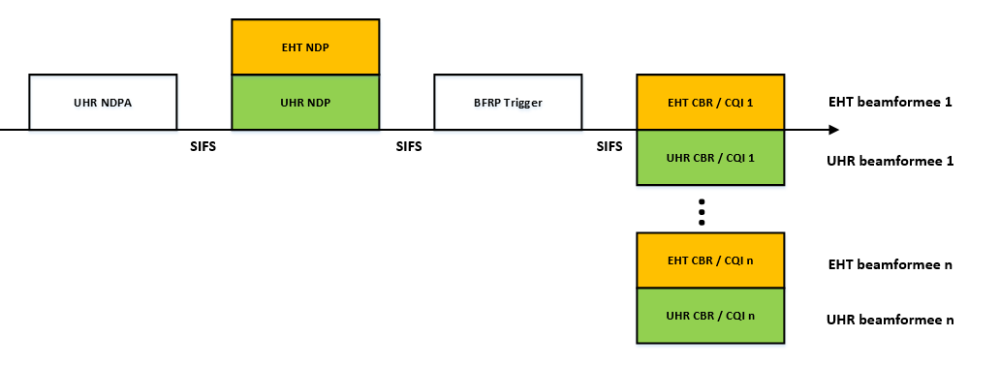 EHT NDP
UHR NDPA
UHR NDP
BFRP Trigger
EHT CBR / CQI 1
EHT beamformee 1
SIFS
SIFS
SIFS
UHR CBR / CQI 1
UHR beamformee 1
EHT CBR / CQI n
EHT beamformee n
UHR CBR / CQI n
UHR beamformee n